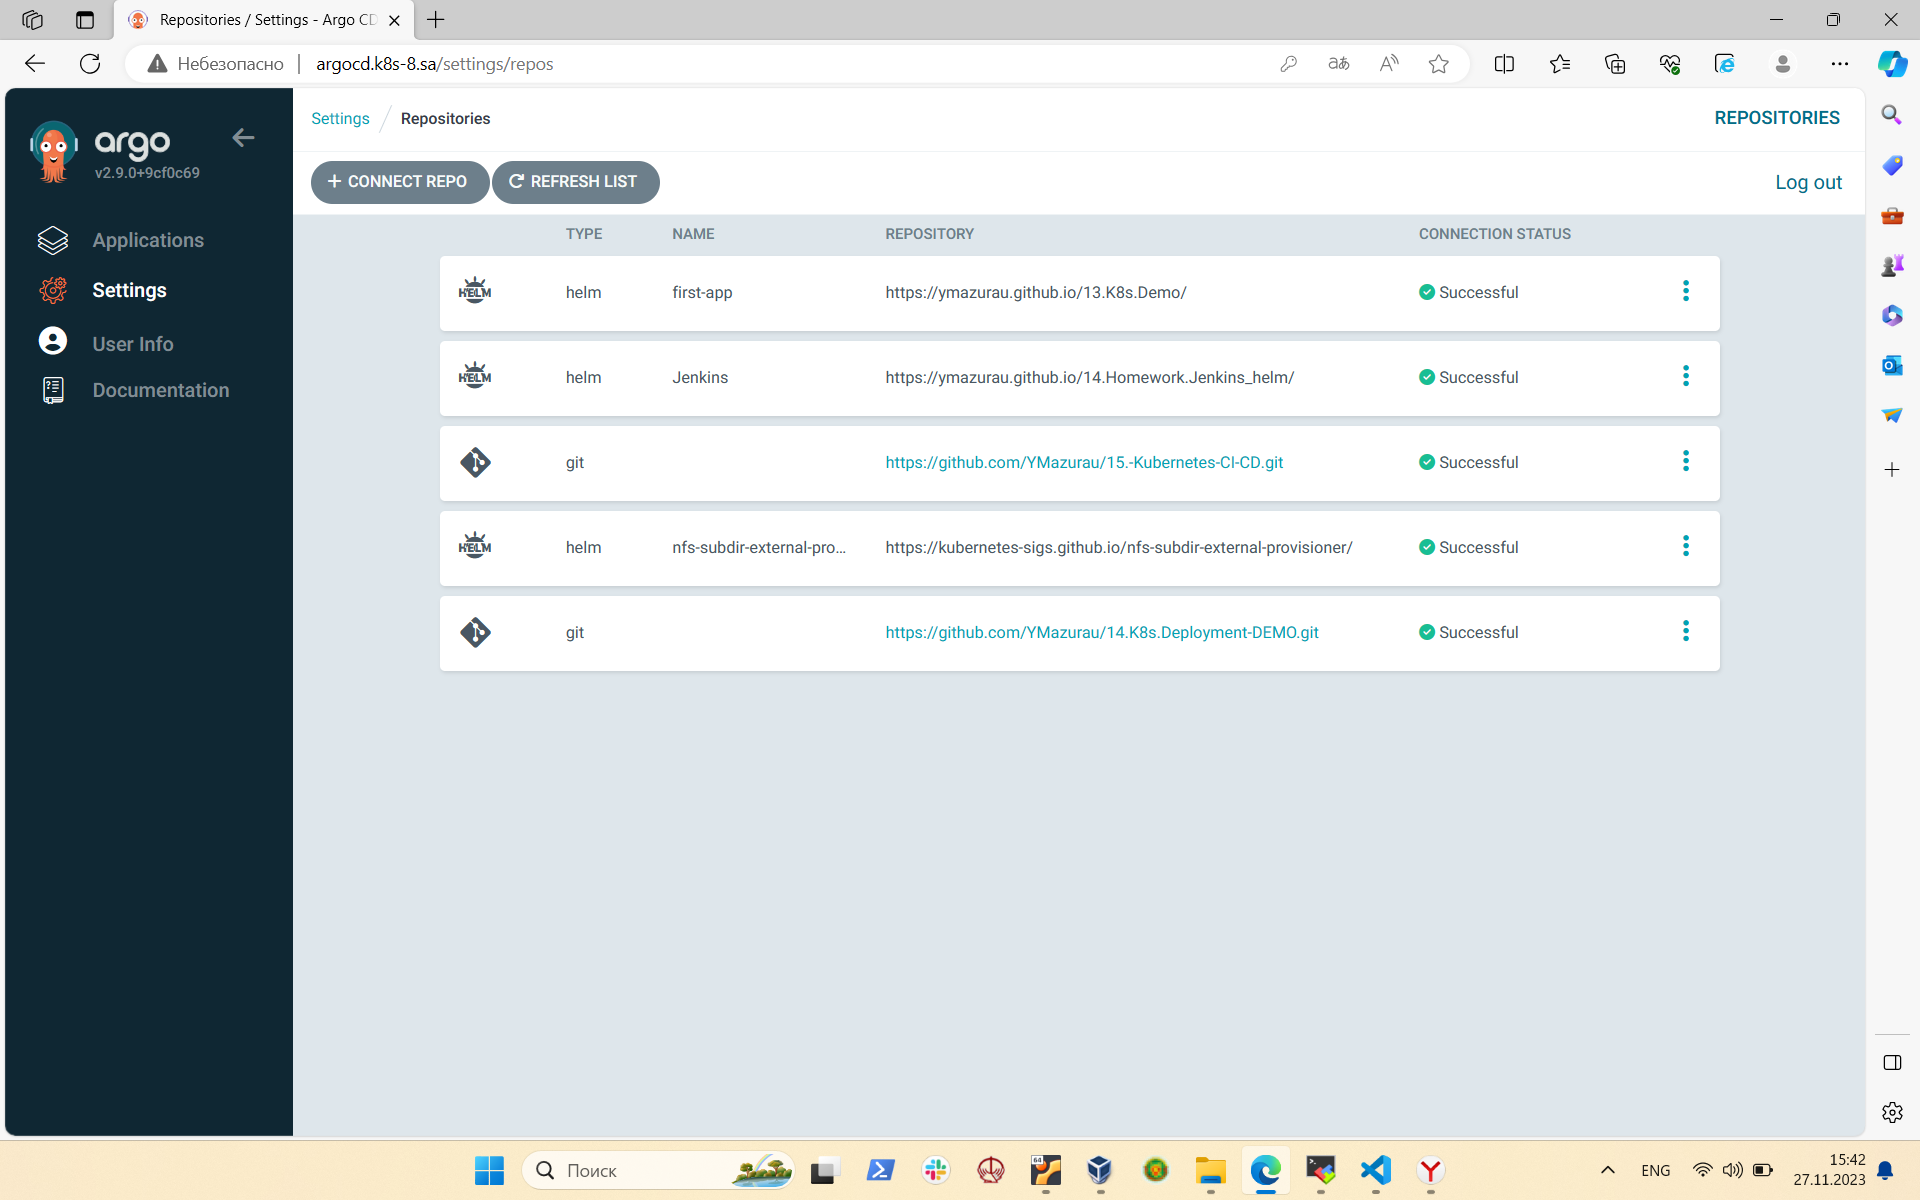 Repositories / Settings - Argo CD
Небезопасно
argocd.k8s-8.sa/settings/repos
argo
v2.9.0+9cf0c69
Applications
Settings
User Info
Documentation
Settings / Repositories
REPOSITORIES
+ CONNECT REPO
REFRESH LIST
Log out
TYPE NAME REPOSITORY CONNECTION STATUS
HELM helm first-app https://ymazurau.github.io/13.K8s.Demo/ Successful
HELM helm Jenkins https://ymazurau.github.io/14.Homework.Jenkins_helm/ Successful
git https://github.com/YMazurau/15.-Kubernetes-CI-CD.git Successful
HELM helm nfs-subdir-external-pro... https://kubernetes-sigs.github.io/nfs-subdir-external-provisioner/ Successful
git https://github.com/YMazurau/14.K8s.Deployment-DEMO.git Successful
Поиск
64
ENG
15:42
27.11.2023